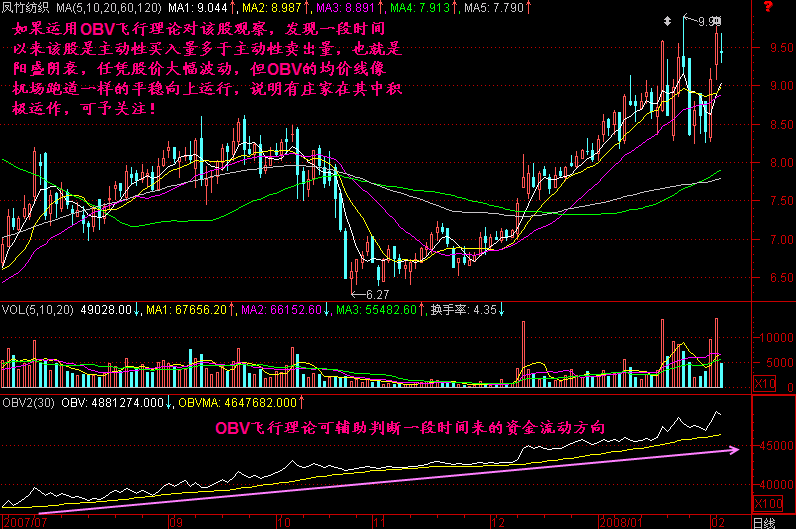 凤竹纺织 MA(5,10,20,60,120) MA1: 9.044↑, MA2: 8.987↑, MA3: 8.891↑, MA4: 7.913↑, MA5: 7.790↑
?
如果运用OBV飞行理论对该股观察，发现一段时间
以来该股是主动性买入量多于主动性卖出量，也就是
阳盛阴衰，任凭股价大幅波动，但OBV的均价线像
机场跑道一样的平稳向上运行，说明有庄家在其中积
极运作，可予关注！
9.50
9.00
8.50
8.00
7.50
7.00
6.50
←6.27
VOL(5,10,20) 49028.00↓, MA1: 67656.20↑, MA2: 66152.60↓, MA3: 55482.60↑, 换手率: 4.35↓
10000
5000
0
X10
OBV2(30) OBV: 4881274.000↓, OBVMA: 4647682.000↑
OBV飞行理论可辅助判断一段时间来的资金流动方向
45000
40000
X100
2007/07 09 10 11 12 2008/01 02 日线